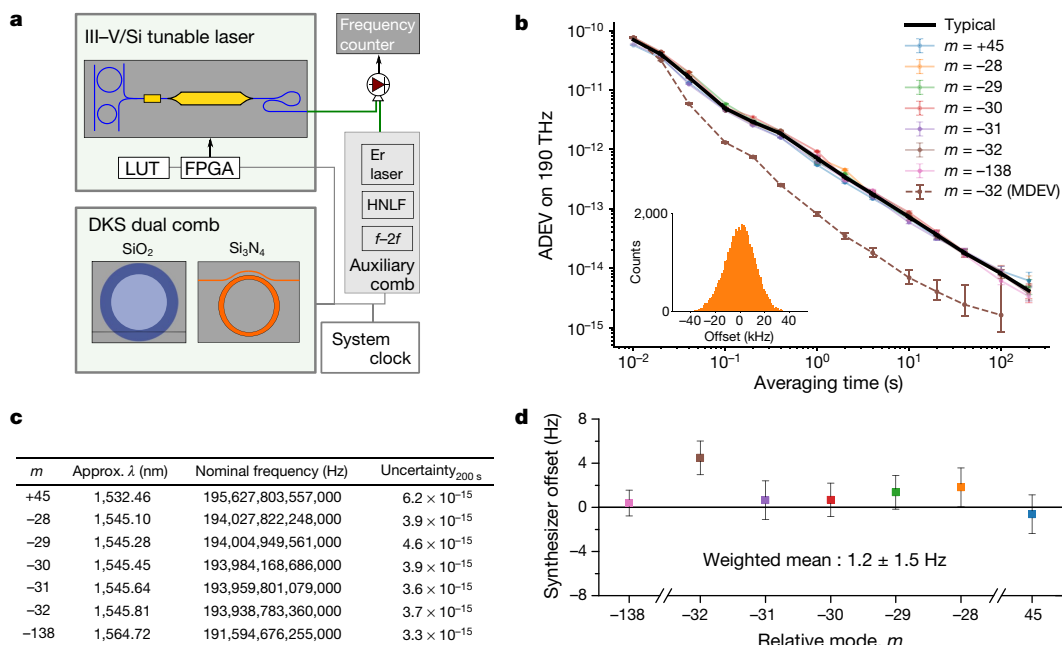 a
III–V/Si tunable laser
LUT
FPGA
DKS dual comb
SiO2
Si3N4
Frequency
counter
Er
laser
HNLF
f–2f
Auxiliary
comb
System
clock
b
ADEV on 190 THz
10−10
10−11
10−12
10−13
10−14
10−15
10−2
10−1
100
101
102
Averaging time (s)
Typical
m = +45
m = –28
m = –29
m = –30
m = –31
m = –32
m = –138
m = –32 (MDEV)
2,000
0
Counts
−40 −20 0 20 40
Offset (kHz)
c
m Approx. λ (nm) Nominal frequency (Hz) Uncertainty200 s
+45 1,532.46 195,627,803,557,000 6.2 × 10−15
–28 1,545.10 194,027,822,248,000 3.9 × 10−15
–29 1,545.28 194,004,949,561,000 4.6 × 10−15
–30 1,545.45 193,984,168,686,000 3.9 × 10−15
–31 1,545.64 193,959,801,079,000 3.6 × 10−15
–32 1,545.81 193,938,783,360,000 3.7 × 10−15
–138 1,564.72 191,594,676,255,000 3.3 × 10−15
d
Synthesizer offset (Hz)
8
4
0
−4
−8
Weighted mean : 1.2 ± 1.5 Hz
−138 −32 −31 −30 −29 −28 45
Relative mode, m